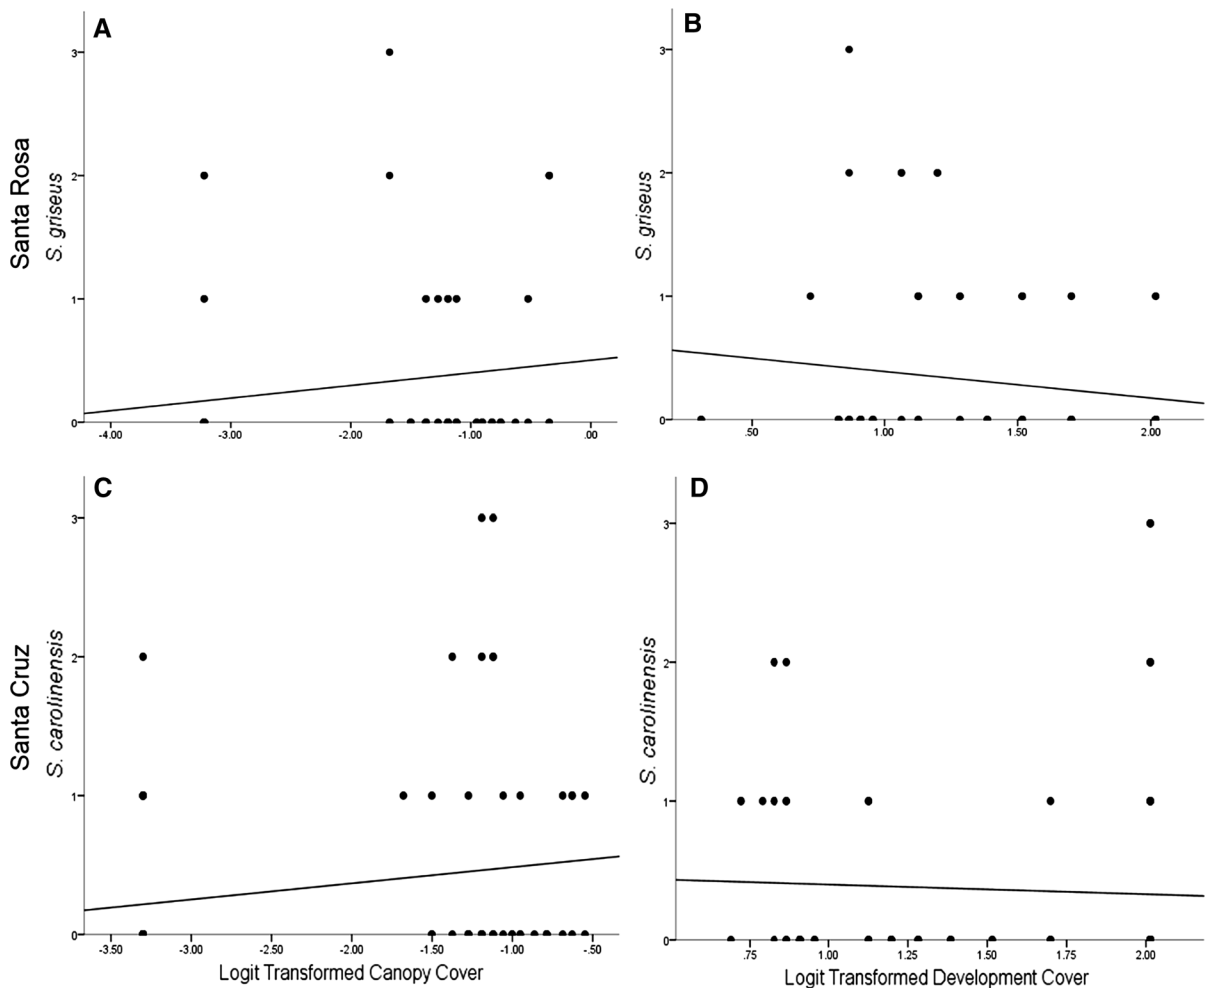 A
3
2
1
0
-4.00 -3.00 -2.00 -1.00 .00
Santa Rosa
S. griseus
B
3
2
1
0
.50 1.00 1.50 2.00
S. griseus
C
3
2
1
0
-3.50 -3.00 -2.50 -2.00 -1.50 -1.00 -.50
Santa Cruz
S. carolinensis
Logit Transformed Canopy Cover
D
3
2
1
0
.75 1.00 1.25 1.50 1.75 2.00
S. carolinensis
Logit Transformed Development Cover